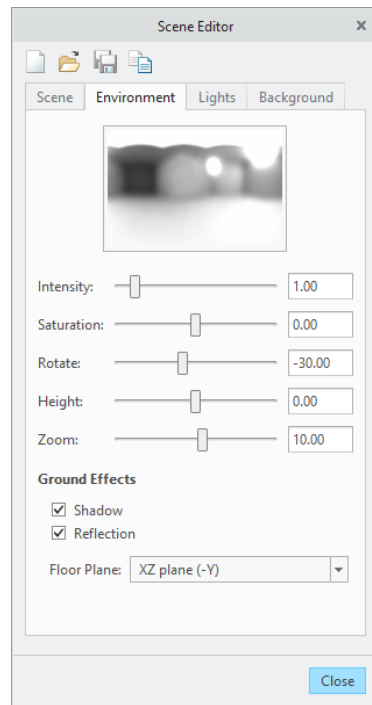 Scene Editor
Scene Environment Lights Background
Intensity: 1.00
Saturation: 0.00
Rotate: -30.00
Height: 0.00
Zoom: 10.00
Ground Effects
Shadow
Reflection
Floor Plane: XZ plane (-Y)
Close